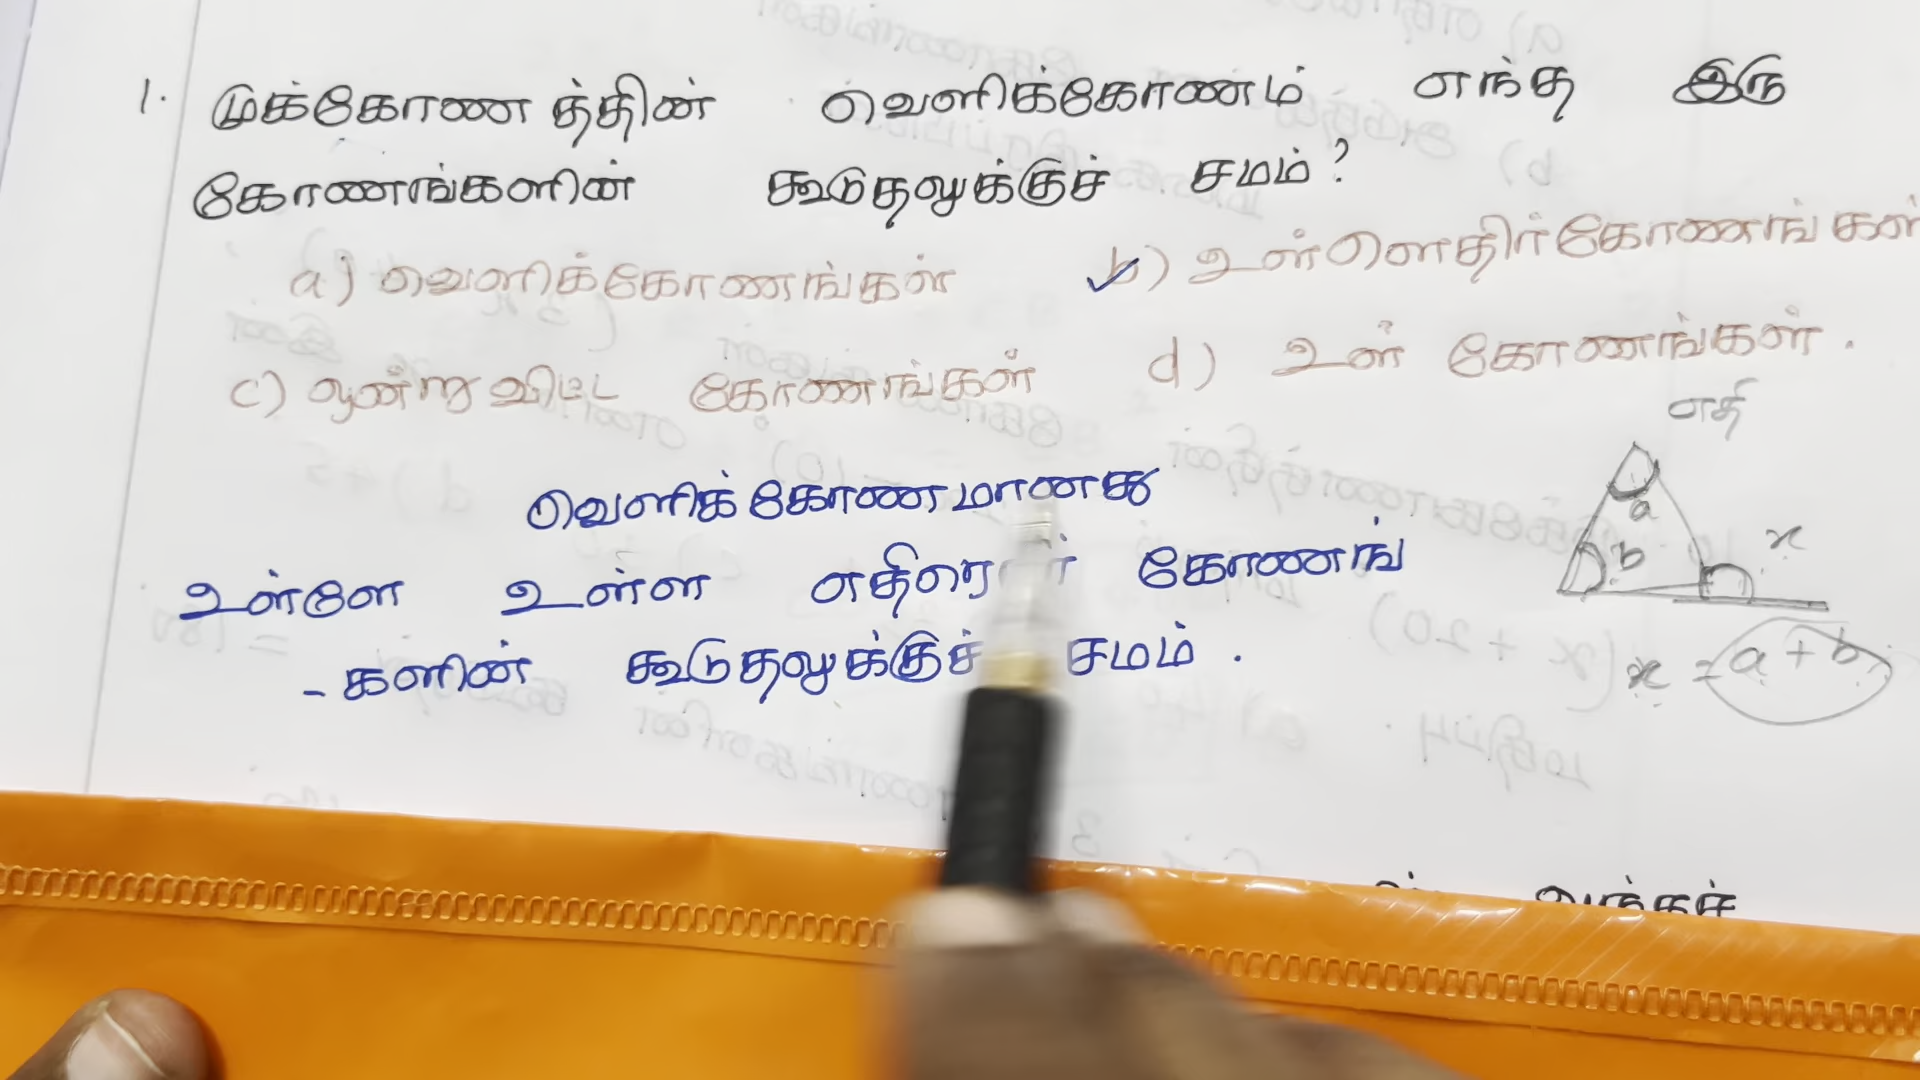 1. முக்கோணத்தின் வெளிக்கோணம் எந்த இரு
கோணங்களின் கூடுதலுக்குச் சமம்?
a) வெளிக்கோணங்கள் b) உள்ளெதிர்கோணங்கள்
c) ஒன்று விட்ட கோணங்கள் d) உள் கோணங்கள்.
எதி
வெளிக்கோணமானது
உள்ளே உள்ள கோணங்
- களின் கூடுதலுக்குச் சமம்.
a
b x
x = a + b